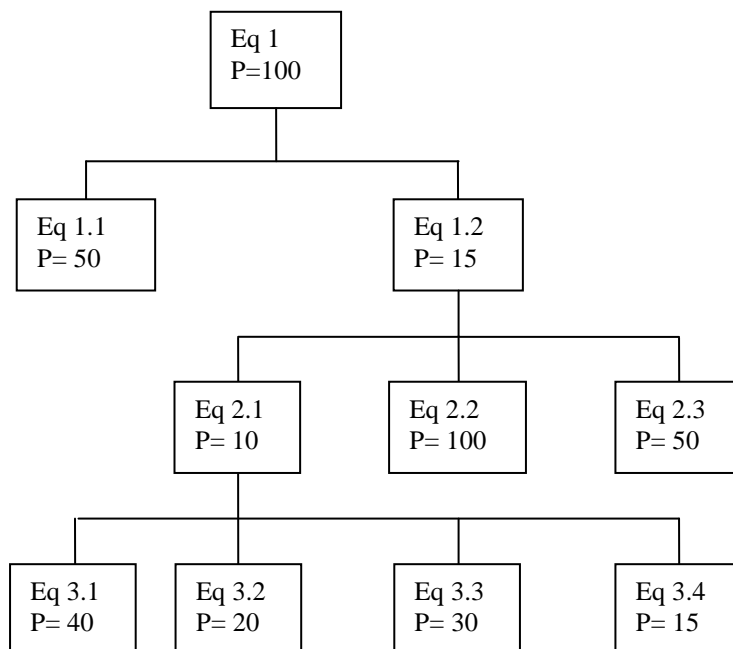 Eq 1
P=100
Eq 1.1
P= 50
Eq 1.2
P= 15
Eq 2.1
P= 10
Eq 2.2
P= 100
Eq 2.3
P= 50
Eq 3.1
P= 40
Eq 3.2
P= 20
Eq 3.3
P= 30
Eq 3.4
P= 15